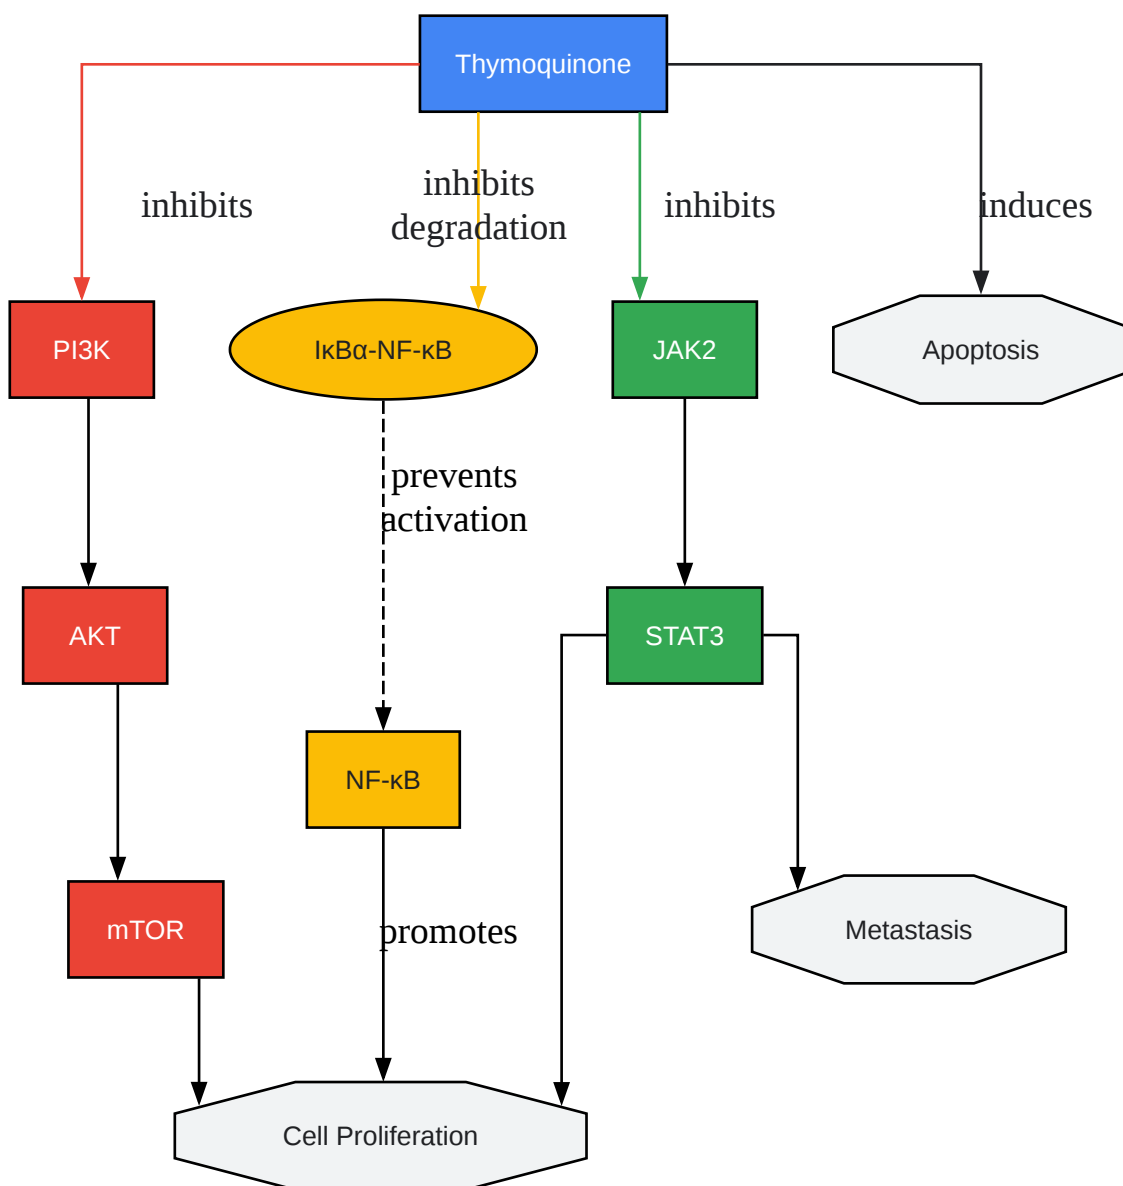 Thymoquinone
inhibits
inhibits
degradation
inhibits
induces
PI3K
IκBα-NF-κB
JAK2
Apoptosis
prevents
activation
AKT
STAT3
NF-κB
mTOR
promotes
Metastasis
Cell Proliferation